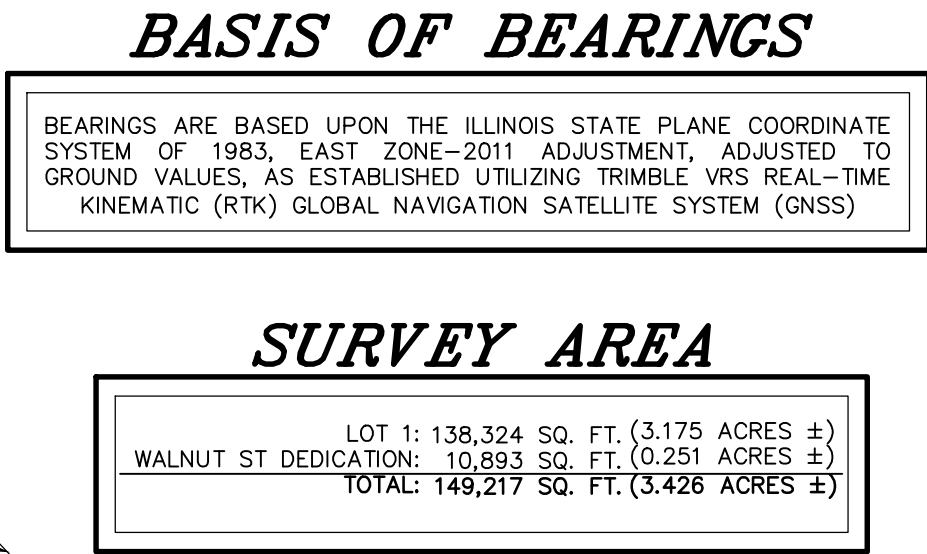 BASIS OF BEARINGS
BEARINGS ARE BASED UPON THE ILLINOIS STATE PLANE COORDINATE
SYSTEM OF 1983, EAST ZONE-2011 ADJUSTMENT, ADJUSTED TO
GROUND VALUES, AS ESTABLISHED UTILIZING TRIMBLE VRS REAL-TIME
KINEMATIC (RTK) GLOBAL NAVIGATION SATELLITE SYSTEM (GNSS)
SURVEY AREA
LOT 1: 138,324 SQ. FT. (3.175 ACRES ±)
WALNUT ST DEDICATION: 10,893 SQ. FT. (0.251 ACRES ±)
TOTAL: 149,217 SQ. FT. (3.426 ACRES ±)